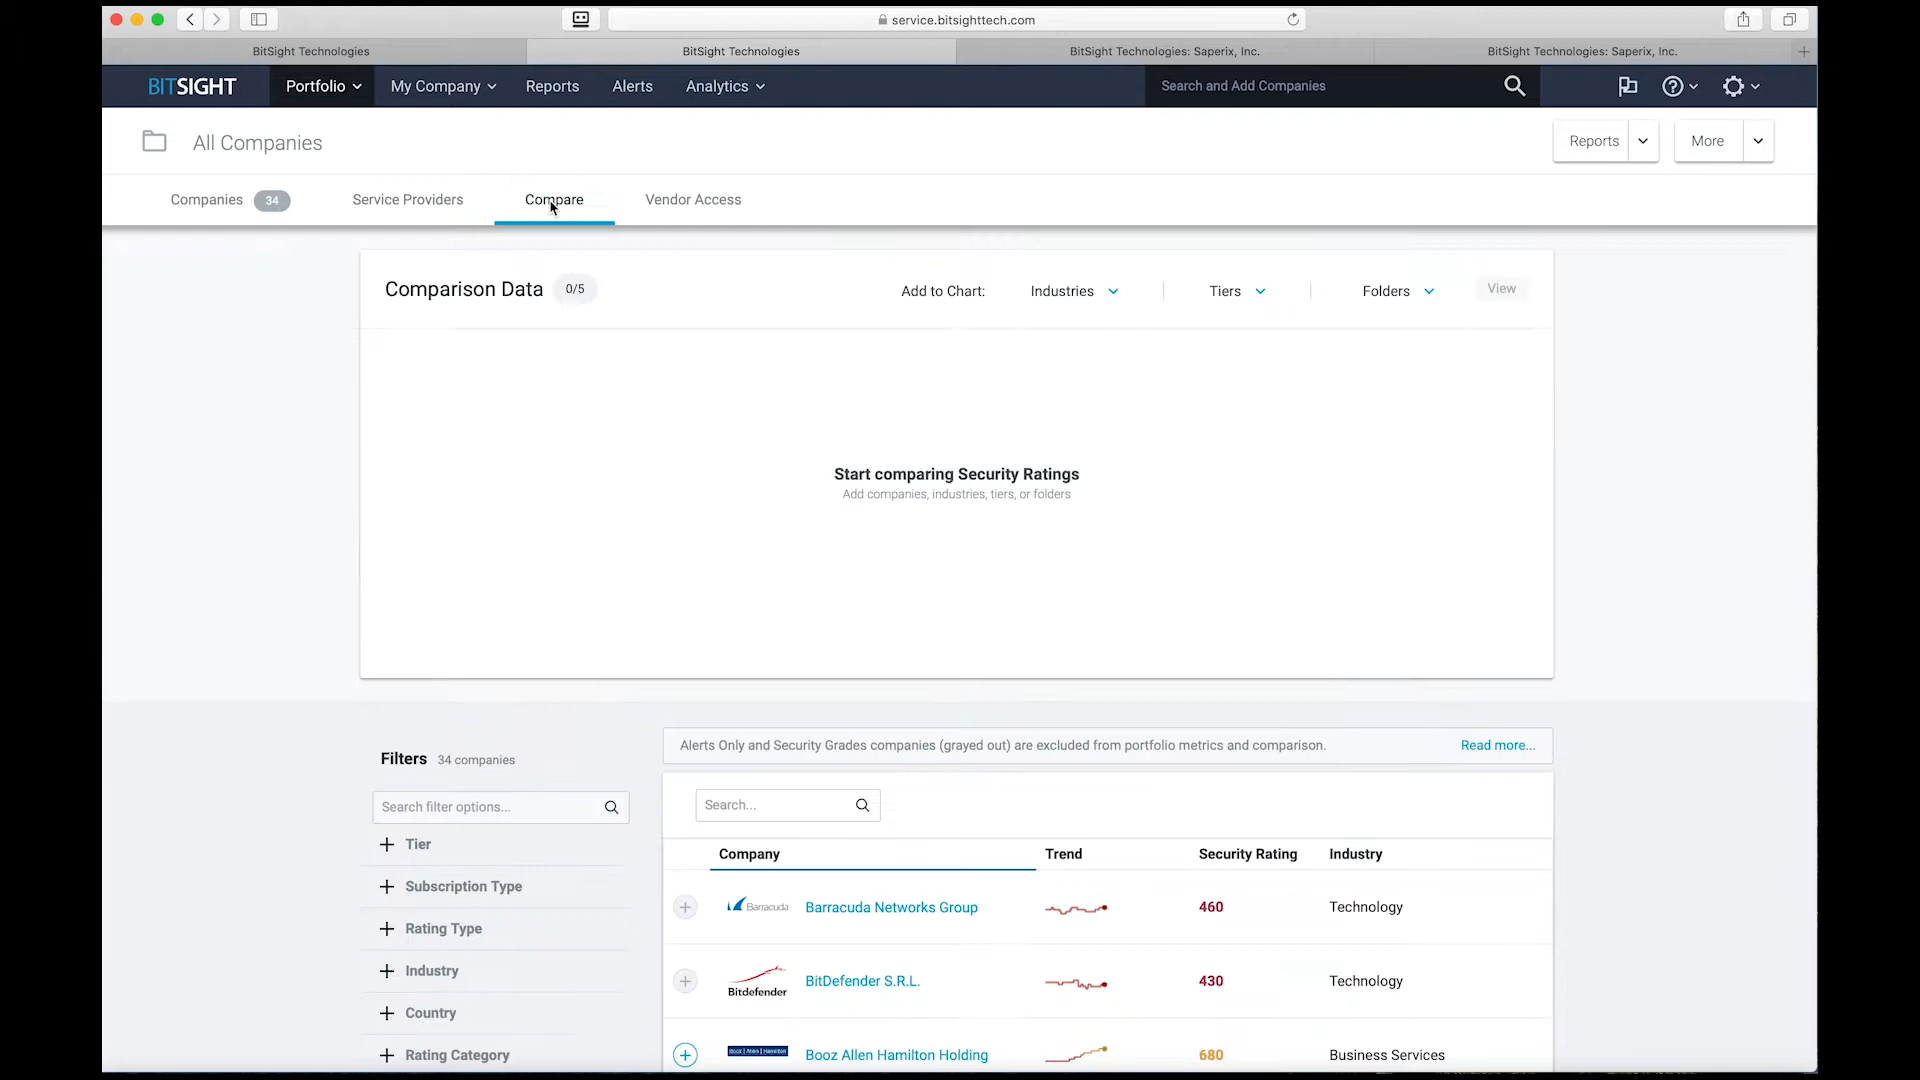 service.bitsighttech.com
BitSight Technologies
BitSight Technologies
BitSight Technologies: Saperix, Inc.
BitSight Technologies: Saperix, Inc.
BITSIGHT
Portfolio
My Company
Reports
Alerts
Analytics
Search and Add Companies
All Companies
Reports
More
Companies 34
Service Providers
Compare
Vendor Access
Comparison Data 0/5
Add to Chart:
Industries
Tiers
Folders
View
Start comparing Security Ratings
Add companies, industries, tiers, or folders
Filters 34 companies
Search filter options...
Tier
Subscription Type
Rating Type
Industry
Country
Rating Category
Alerts Only and Security Grades companies (grayed out) are excluded from portfolio metrics and comparison.
Read more...
Search...
Company Trend Security Rating Industry
Barracuda Barracuda Networks Group 460 Technology
Bitdefender BitDefender S.R.L. 430 Technology
Booz | Allen | Hamilton Booz Allen Hamilton Holding 680 Business Services